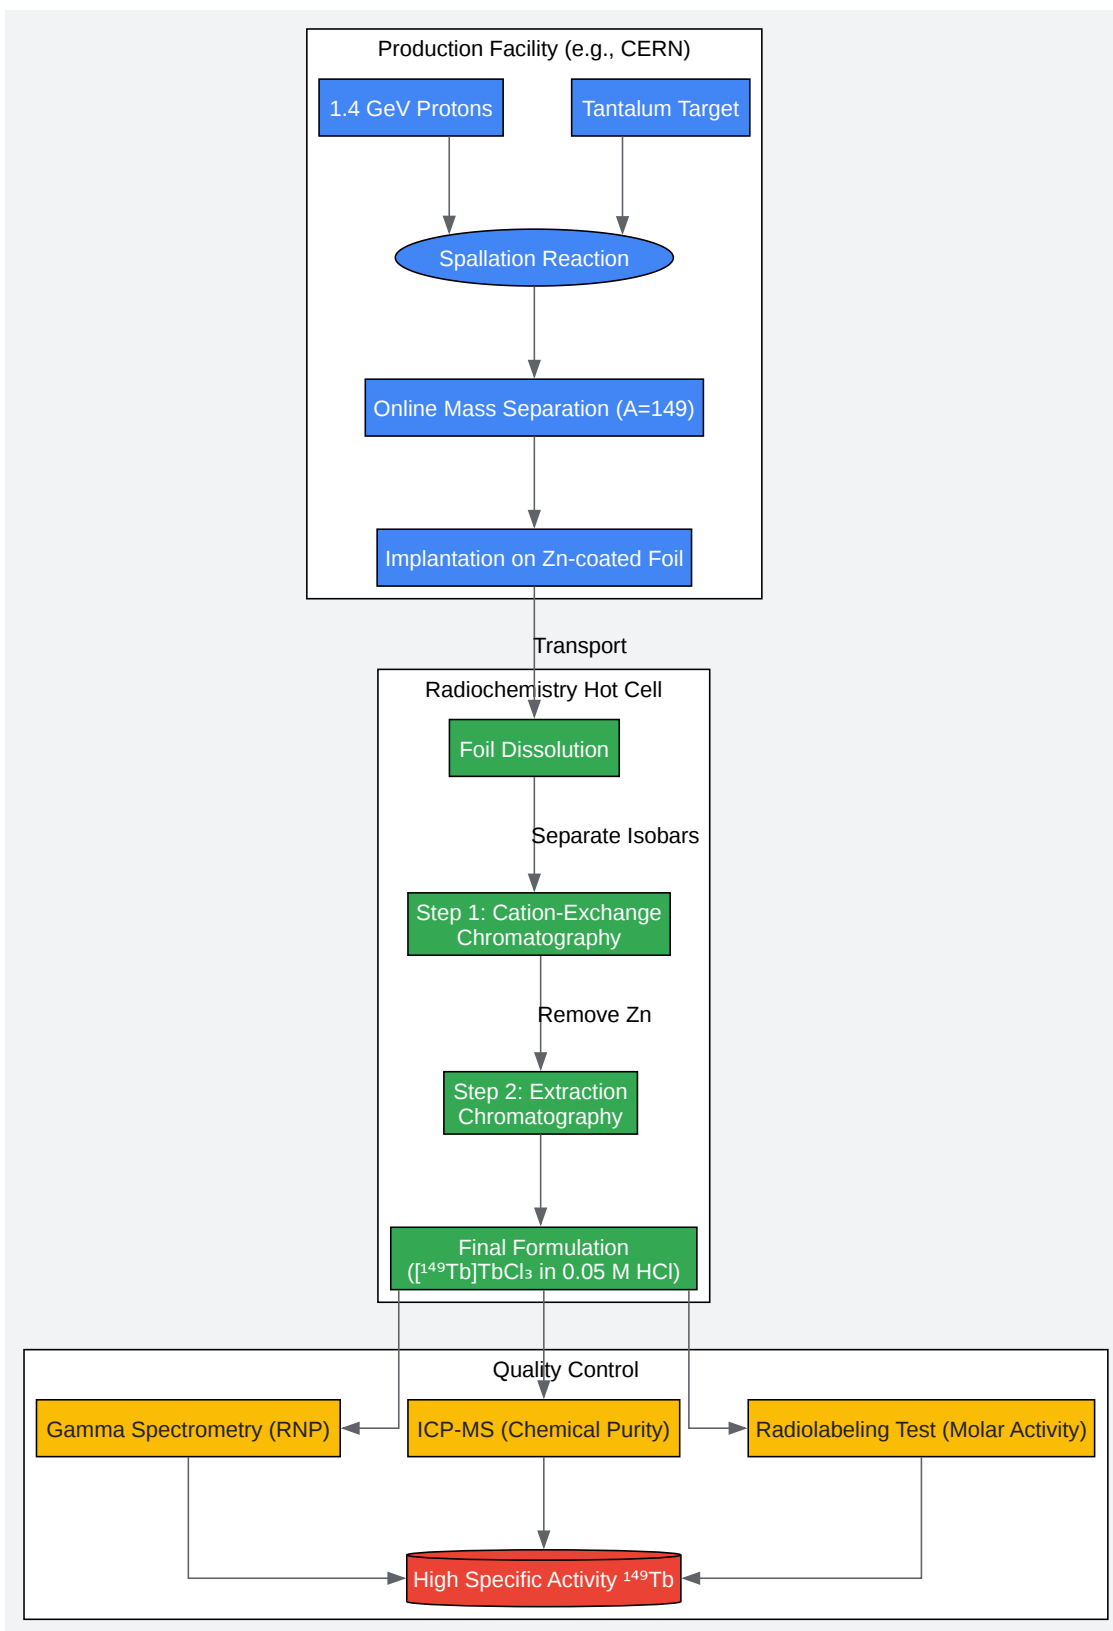 Production Facility (e.g., CERN)
1.4 GeV Protons
Tantalum Target
Spallation Reaction
Online Mass Separation (A=149)
Implantation on Zn-coated Foil
Transport
Radiochemistry Hot Cell
Foil Dissolution
Separate Isobars
Step 1: Cation-Exchange
Chromatography
Remove Zn
Step 2: Extraction
Chromatography
Final Formulation
([¹⁴⁹Tb]TbCl₃ in 0.05 M HCl)
Quality Control
Gamma Spectrometry (RNP)
ICP-MS (Chemical Purity)
Radiolabeling Test (Molar Activity)
High Specific Activity ¹⁴⁹Tb